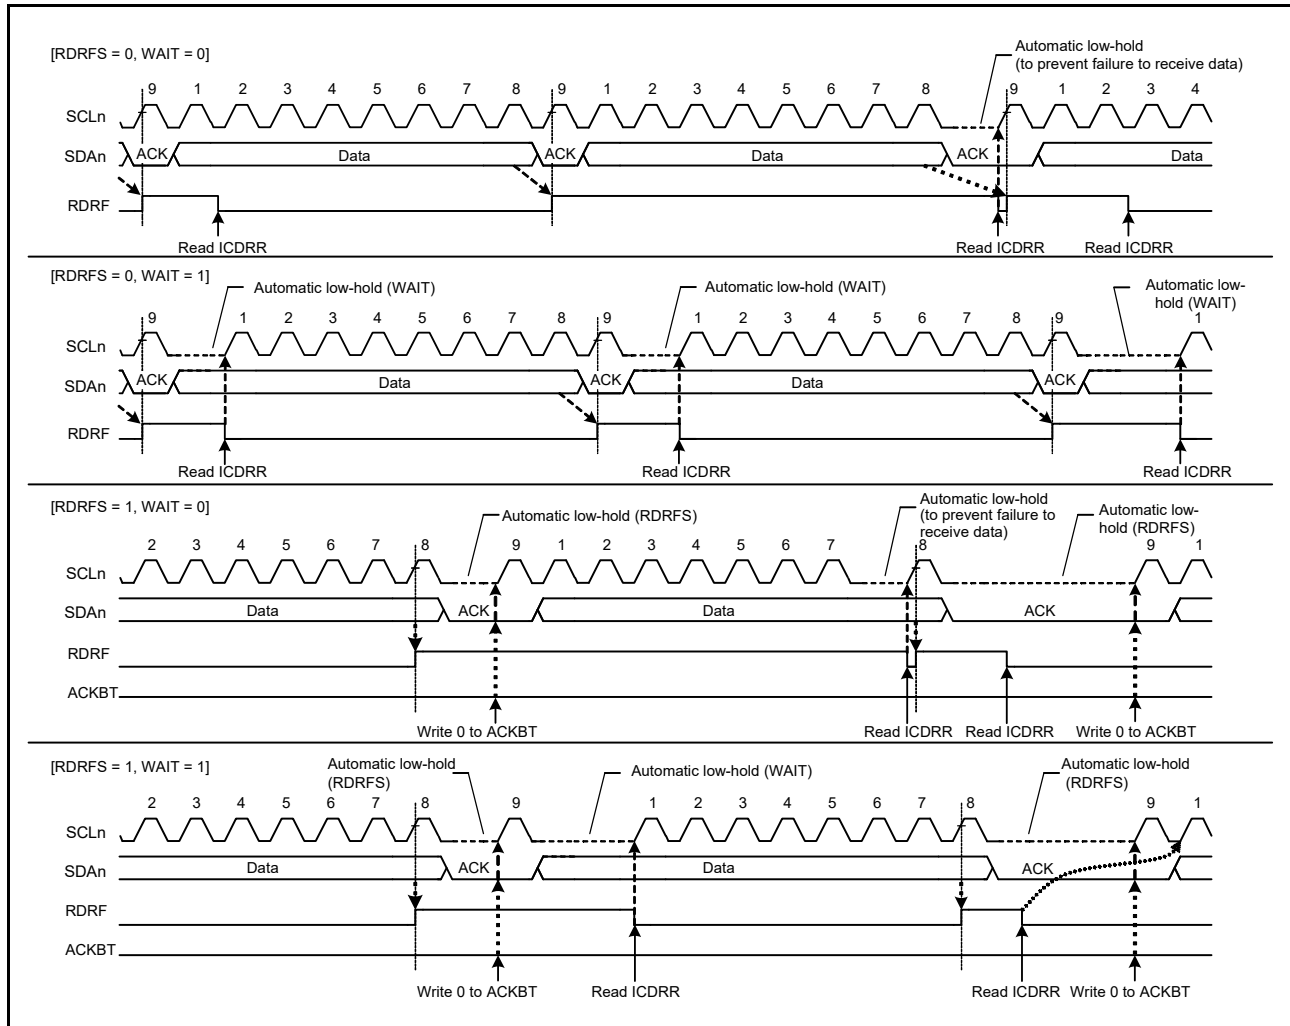 [RDRFS = 0, WAIT = 0]
Automatic low-hold
(to prevent failure to receive data)
9 1 2 3 4 5 6 7 8 9 1 2 3 4 5 6 7 8 9 1 2 3 4
SCLn
SDAn ACK Data ACK Data ACK Data
RDRF
Read ICDRR Read ICDRR Read ICDRR
[RDRFS = 0, WAIT = 1]
Automatic low-hold (WAIT) Automatic low-hold (WAIT) Automatic low-
hold (WAIT)
9 1 2 3 4 5 6 7 8 9 1 2 3 4 5 6 7 8 9 1
SCLn
SDAn ACK Data ACK Data ACK
RDRF
Read ICDRR Read ICDRR Read ICDRR
[RDRFS = 1, WAIT = 0]
Automatic low-hold (RDRFS)
Automatic low-hold
(to prevent failure to
receive data)
Automatic low-
hold (RDRFS)
2 3 4 5 6 7 8 9 1 2 3 4 5 6 7 8 9 1
SCLn
SDAn Data ACK Data ACK
RDRF
ACKBT
Write 0 to ACKBT Read ICDRR Read ICDRR Write 0 to ACKBT
[RDRFS = 1, WAIT = 1]
Automatic low-hold
(RDRFS)
Automatic low-hold (WAIT)
Automatic low-hold
(RDRFS)
2 3 4 5 6 7 8 9 1 2 3 4 5 6 7 8 9 1
SCLn
SDAn Data ACK Data ACK
RDRF
ACKBT
Write 0 to ACKBT Read ICDRR Read ICDRR Write 0 to ACKBT